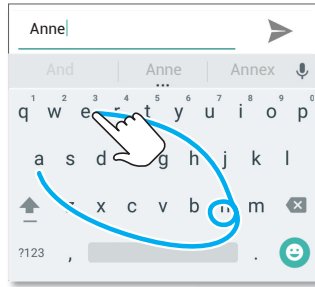 Anne
And Anne Annex
1 2 3 4 5 6 7 8 9 0
q w e r t y u i o p
a s d g h j k l
z x c v b n m
?123 , .